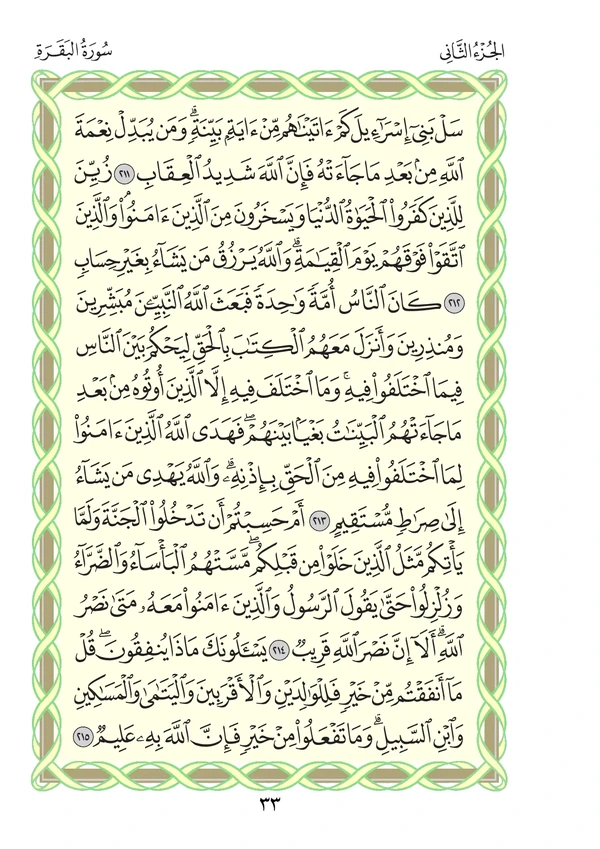 الجُزْءُ الثَّانِي
سُورَةُ البَقَرَةِ
سَلْ بَنِىٓ إِسْرَٰٓءِيلَ كَمْ ءَاتَيْنَٰهُم مِّنْ ءَايَةِۭ بَيِّنَةٍۗ وَمَن يُبَدِّلْ نِعْمَةَ
ٱللَّهِ مِنۢ بَعْدِ مَا جَآءَتْهُ فَإِنَّ ٱللَّهَ شَدِيدُ ٱلْعِقَابِ ٢١١ زُيِّنَ
لِلَّذِينَ كَفَرُوا۟ ٱلْحَيَوٰةُ ٱلدُّنْيَا وَيَسْخَرُونَ مِنَ ٱلَّذِينَ ءَامَنُوا۟ۘ وَٱلَّذِينَ
ٱتَّقَوْا۟ فَوْقَهُمْ يَوْمَ ٱلْقِيَٰمَةِۗ وَٱللَّهُ يَرْزُقُ مَن يَشَآءُ بِغَيْرِ حِسَابٍ
٢١٢ كَانَ ٱلنَّاسُ أُمَّةً وَٰحِدَةً فَبَعَثَ ٱللَّهُ ٱلنَّبِيِّۦنَ مُبَشِّرِينَ
وَمُنذِرِينَ وَأَنزَلَ مَعَهُمُ ٱلْكِتَٰبَ بِٱلْحَقِّ لِيَحْكُمَ بَيْنَ ٱلنَّاسِ
فِيمَا ٱخْتَلَفُوا۟ فِيهِۚ وَمَا ٱخْتَلَفَ فِيهِ إِلَّا ٱلَّذِينَ أُوتُوهُ مِنۢ بَعْدِ
مَا جَآءَتْهُمُ ٱلْبَيِّنَٰتُ بَغْيًۢا بَيْنَهُمْۖ فَهَدَى ٱللَّهُ ٱلَّذِينَ ءَامَنُوا۟
لِمَا ٱخْتَلَفُوا۟ فِيهِ مِنَ ٱلْحَقِّ بِإِذْنِهِۦۗ وَٱللَّهُ يَهْدِى مَن يَشَآءُ
إِلَىٰ صِرَٰطٍ مُّسْتَقِيمٍ ٢١٣ أَمْ حَسِبْتُمْ أَن تَدْخُلُوا۟ ٱلْجَنَّةَ وَلَمَّا
يَأْتِكُم مَّثَلُ ٱلَّذِينَ خَلَوْا۟ مِن قَبْلِكُمۖ مَّسَّتْهُمُ ٱلْبَأْسَآءُ وَٱلضَّرَّآءُ
وَزُلْزِلُوا۟ حَتَّىٰ يَقُولَ ٱلرَّسُولُ وَٱلَّذِينَ ءَامَنُوا۟ مَعَهُۥ مَتَىٰ نَصْرُ
ٱللَّهِۗ أَلَآ إِنَّ نَصْرَ ٱللَّهِ قَرِيبٌ ٢١٤ يَسْـَٔلُونَكَ مَاذَا يُنفِقُونَۖ قُلْ
مَآ أَنفَقْتُم مِّنْ خَيْرٍ فَلِلْوَٰلِدَيْنِ وَٱلْأَقْرَبِينَ وَٱلْيَتَٰمَىٰ وَٱلْمَسَٰكِينِ
وَٱبْنِ ٱلسَّبِيلِۗ وَمَا تَفْعَلُوا۟ مِنْ خَيْرٍ فَإِنَّ ٱللَّهَ بِهِۦ عَلِيمٌ ٢١٥
٣٣